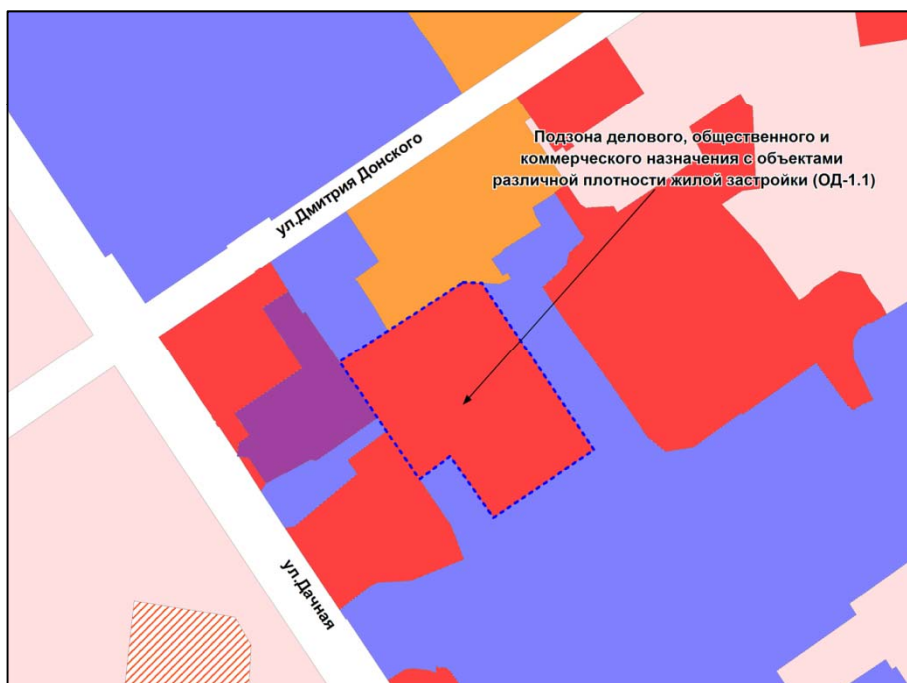 ул.Дмитрия Донского
Подзона делового, общественного и
коммерческого назначения с объектами
различной плотности жилой застройки (ОД-1.1)
ул.Дачная